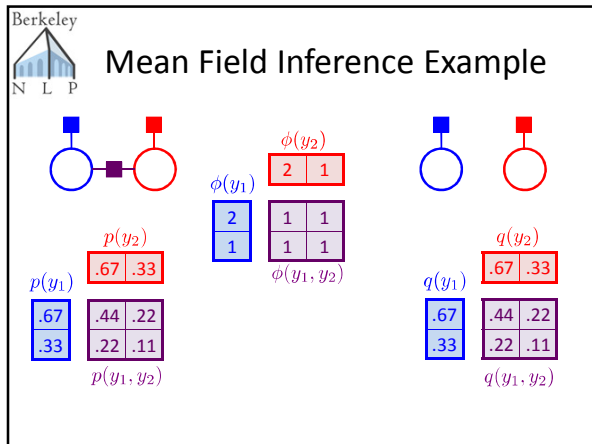 Berkeley
N L P
Mean Field Inference Example
ϕ(y₂)
2 1
ϕ(y₁)
2
1
1 1
1 1
ϕ(y₁, y₂)
p(y₂)
.67 .33
p(y₁)
.67
.33
.44 .22
.22 .11
p(y₁, y₂)
q(y₂)
.67 .33
q(y₁)
.67
.33
.44 .22
.22 .11
q(y₁, y₂)